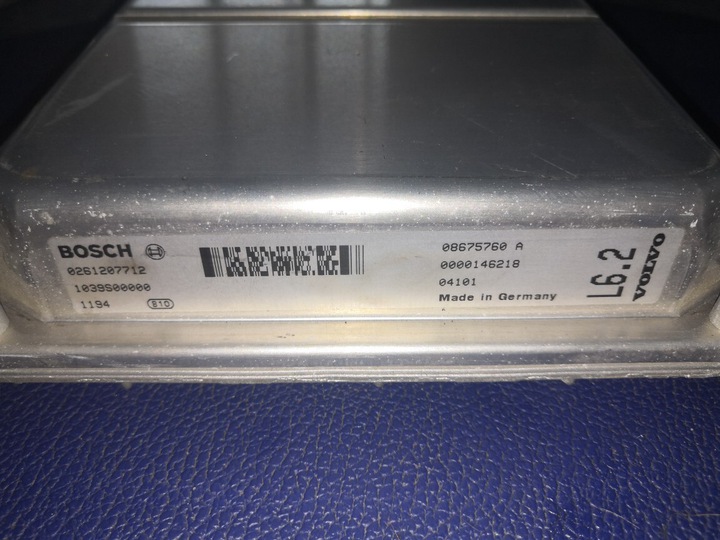 BOSCH
0261207712
1039S00000
1194 810
08675760 A
0000146218
04101
Made in Germany
L6.2
VOLVO